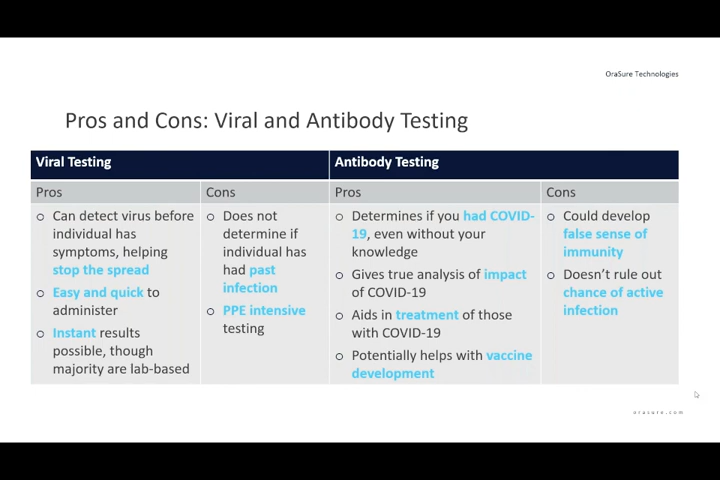 OraSure Technologies
Pros and Cons: Viral and Antibody Testing
Viral Testing
Antibody Testing
Pros
Cons
Pros
Cons
o Can detect virus before
individual has
symptoms, helping
stop the spread
o Easy and quick to
administer
o Instant results
possible, though
majority are lab-based
o Does not
determine if
individual has
had past
infection
o PPE intensive
testing
o Determines if you had COVID-
19, even without your
knowledge
o Gives true analysis of impact
of COVID-19
o Aids in treatment of those
with COVID-19
o Potentially helps with vaccine
development
o Could develop
false sense of
immunity
o Doesn't rule out
chance of active
infection
orasure.com